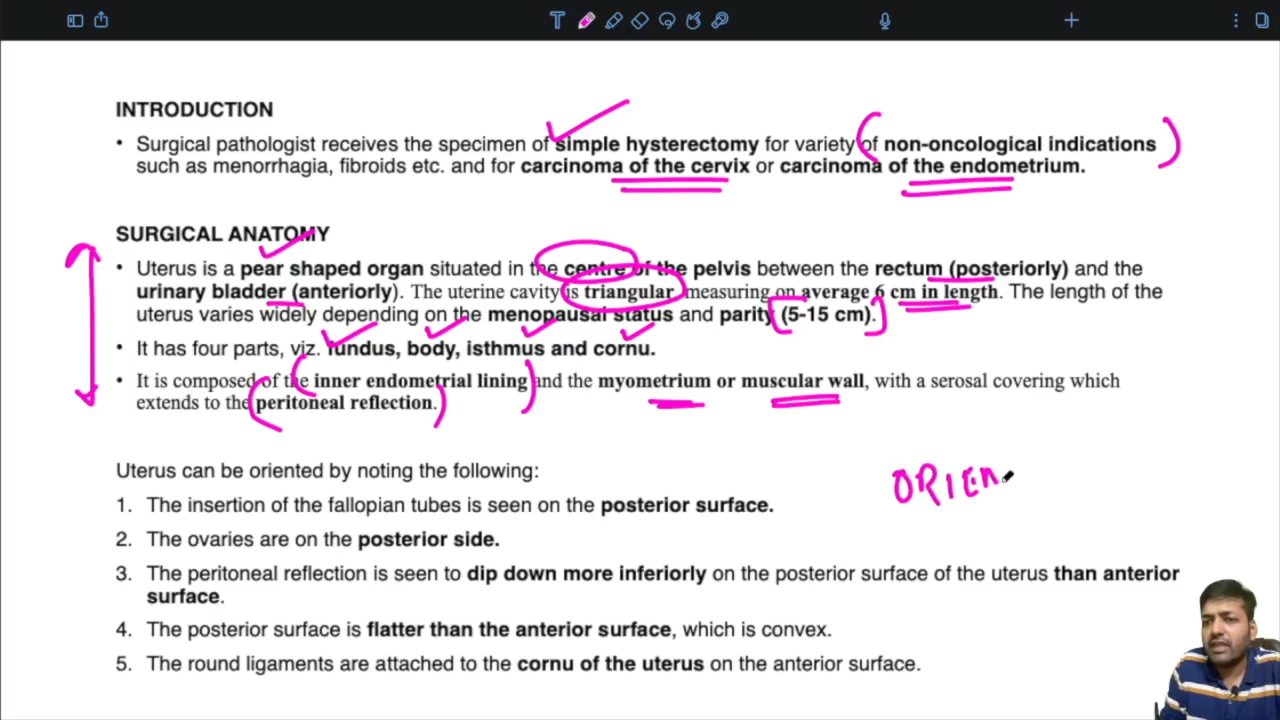 INTRODUCTION
• Surgical pathologist receives the specimen of simple hysterectomy for variety of non-oncological indications
such as menorrhagia, fibroids etc. and for carcinoma of the cervix or carcinoma of the endometrium.
SURGICAL ANATOMY
• Uterus is a pear shaped organ situated in the centre of the pelvis between the rectum (posteriorly) and the
urinary bladder (anteriorly). The uterine cavity is triangular, measuring on average 6 cm in length. The length of the
uterus varies widely depending on the menopausal status and parity (5-15 cm).
• It has four parts, viz. fundus, body, isthmus and cornu.
• It is composed of the inner endometrial lining and the myometrium or muscular wall, with a serosal covering which
extends to the peritoneal reflection.
Uterus can be oriented by noting the following:
ORIEN
1. The insertion of the fallopian tubes is seen on the posterior surface.
2. The ovaries are on the posterior side.
3. The peritoneal reflection is seen to dip down more inferiorly on the posterior surface of the uterus than anterior
surface.
4. The posterior surface is flatter than the anterior surface, which is convex.
5. The round ligaments are attached to the cornu of the uterus on the anterior surface.